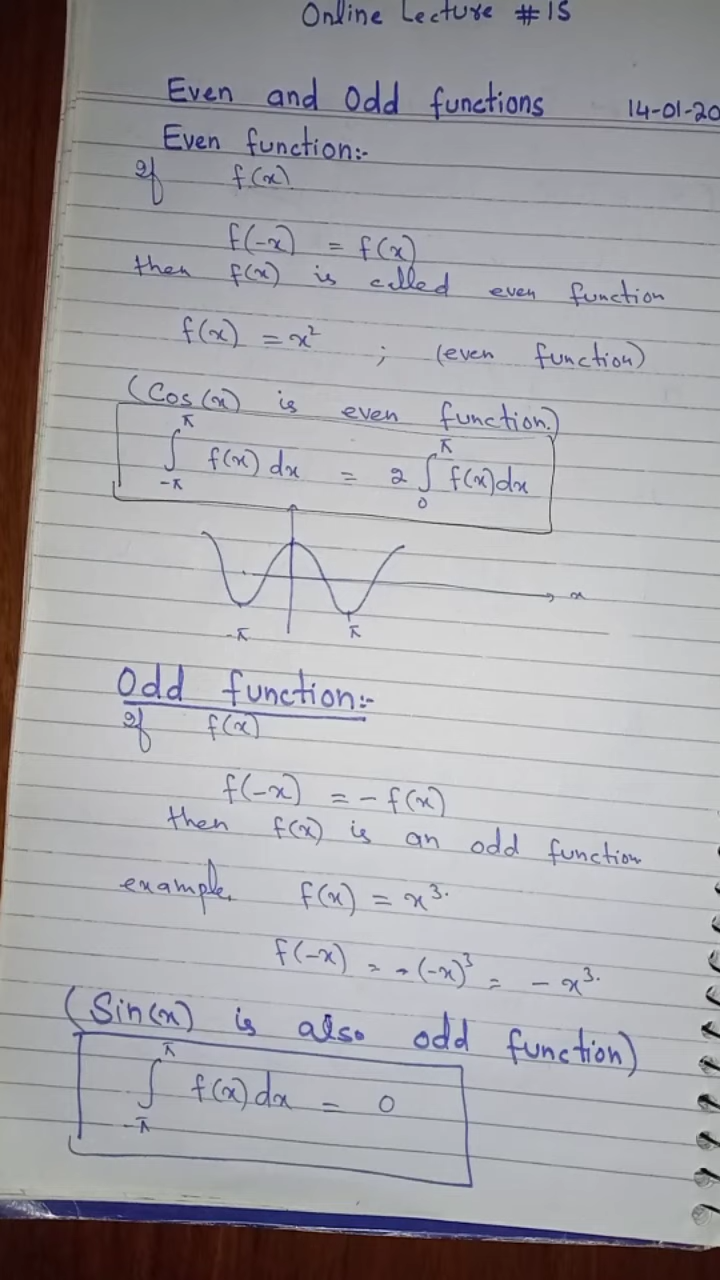 Online Lecture #15
Even and Odd functions 14-01-20
Even function:-
If f(x)
f(-x) = f(x)
then f(x) is called even function
f(x) = x² ; (even function)
(Cos(x) is even function.)
∫_{-π}^{π} f(x) dx = 2 ∫_{0}^{π} f(x) dx
x
-π π
Odd function:-
If f(x)
f(-x) = - f(x)
then f(x) is an odd function
example. f(x) = x³.
f(-x) = - (-x)³ = - x³.
(Sin(x) is also odd function)
∫_{-π}^{π} f(x) dx = 0